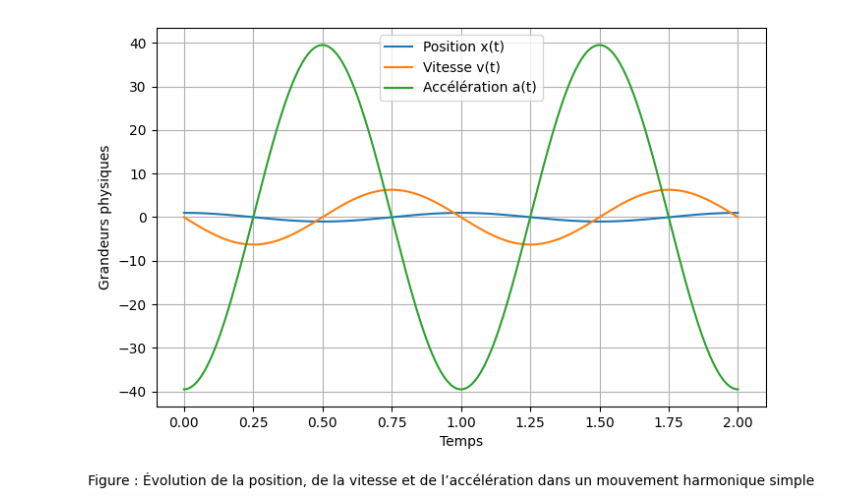 Position x(t)
Vitesse v(t)
Accélération a(t)
Grandeurs physiques
40
30
20
10
0
−10
−20
−30
−40
0.00 0.25 0.50 0.75 1.00 1.25 1.50 1.75 2.00
Temps
Figure : Évolution de la position, de la vitesse et de l’accélération dans un mouvement harmonique simple